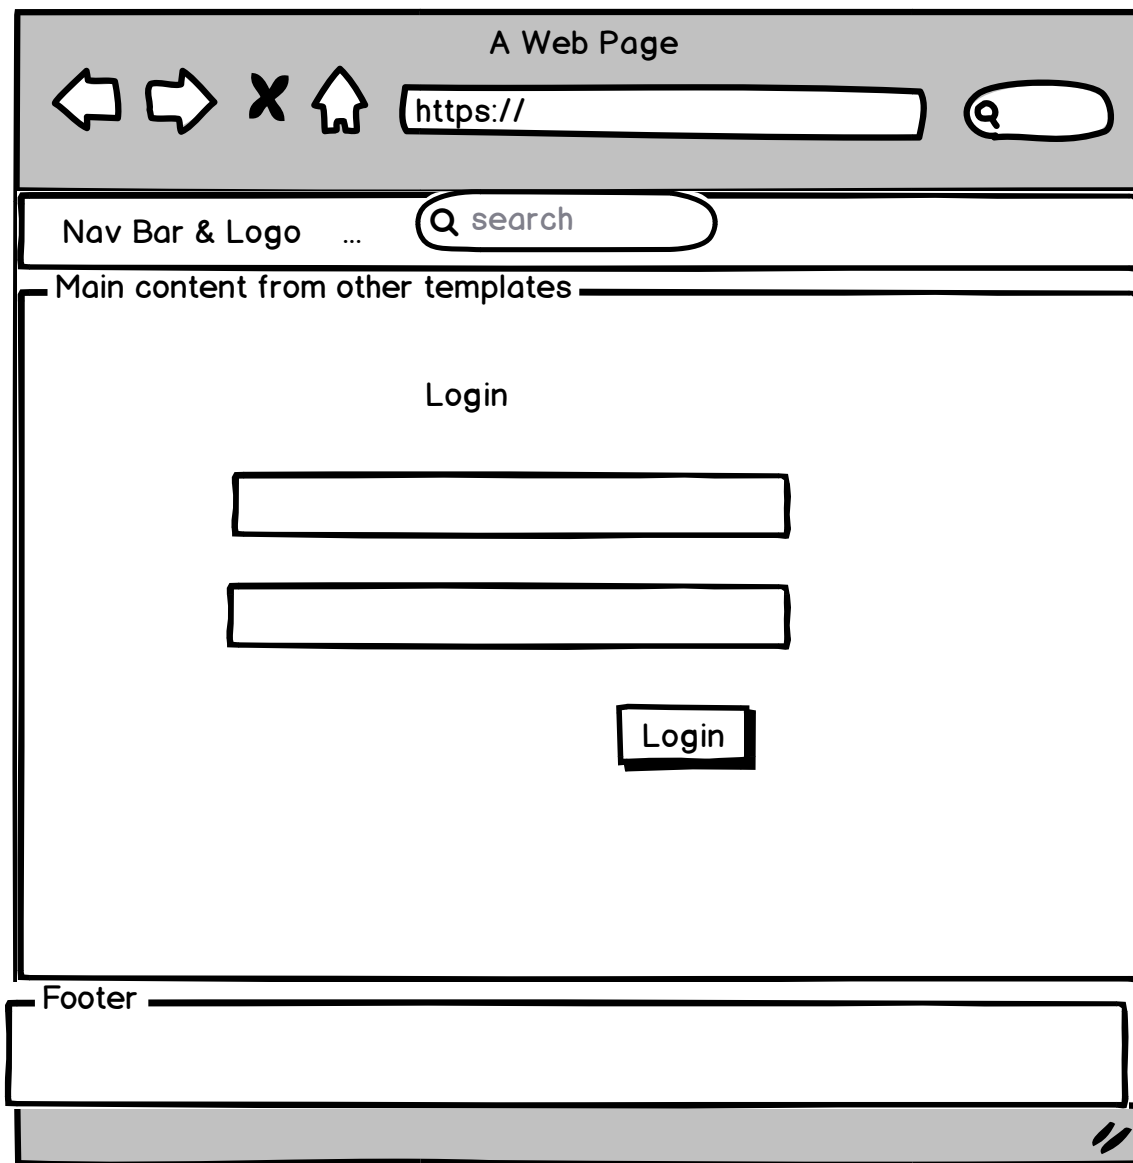 A Web Page
https://
Nav Bar & Logo ... search
Main content from other templates
Login
Login
Footer